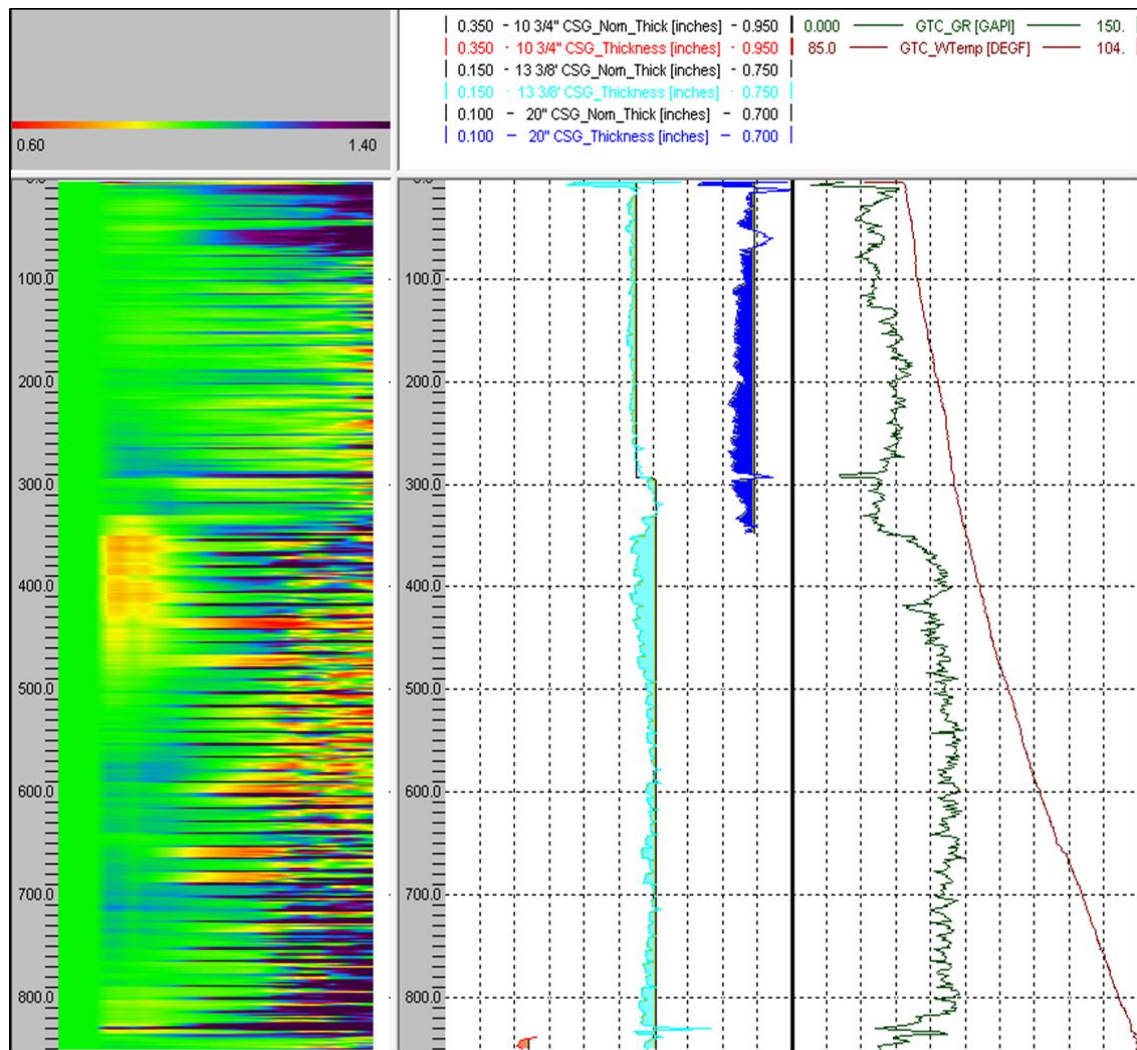 0.350 - 10 3/4" CSG_Nom_Thick [inches] - 0.950
0.350 - 10 3/4" CSG_Thickness [inches] - 0.950
0.150 - 13 3/8' CSG_Nom_Thick [inches] - 0.750
0.150 - 13 3/8' CSG_Thickness [inches] - 0.750
0.100 - 20" CSG_Nom_Thick [inches] - 0.700
0.100 - 20" CSG_Thickness [inches] - 0.700
0.000 GTC_GR [GAPI] 150.
85.0 GTC_WTemp [DEGF] 104.
0.60 1.40
100.0 100.0
200.0 200.0
300.0 300.0
400.0 400.0
500.0 500.0
600.0 600.0
700.0 700.0
800.0 800.0